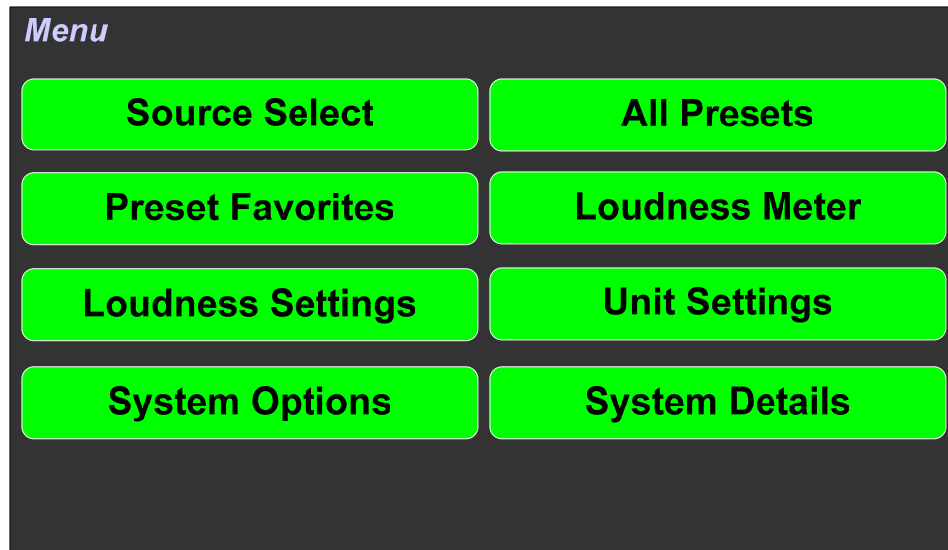 Menu
Source Select
All Presets
Preset Favorites
Loudness Meter
Loudness Settings
Unit Settings
System Options
System Details